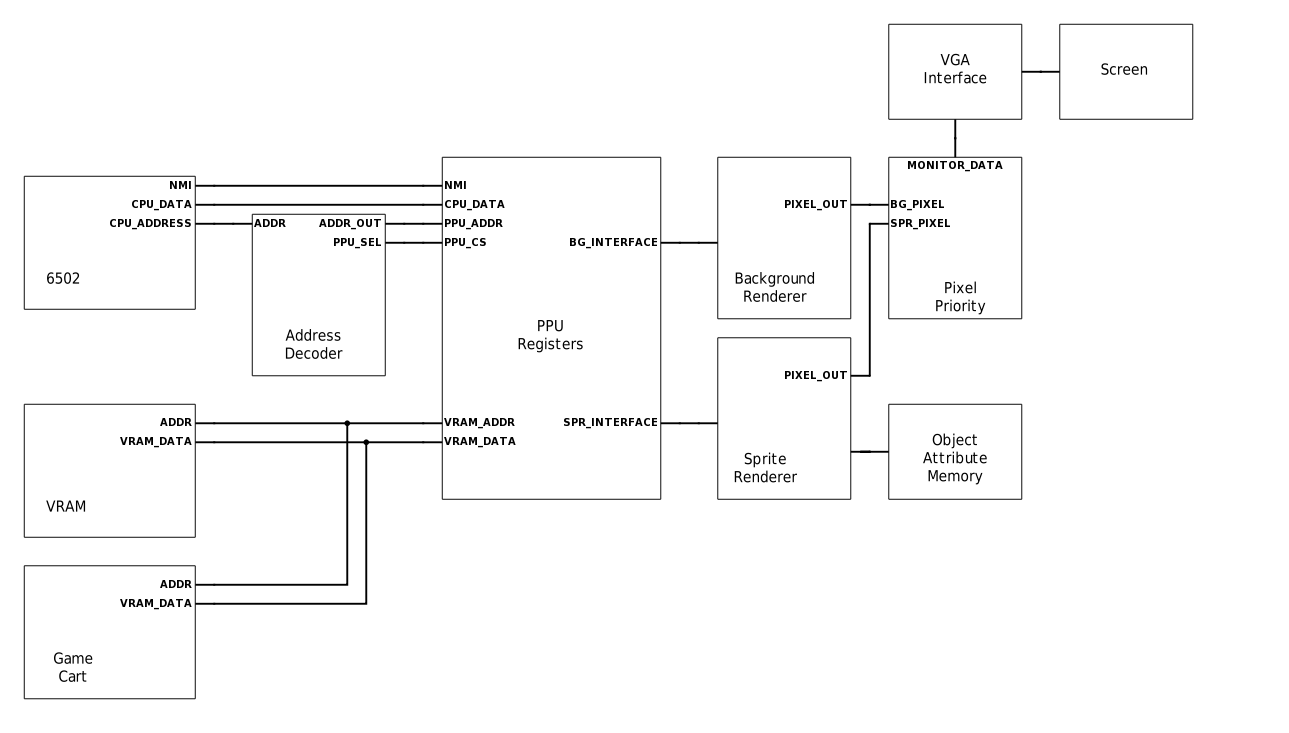 VGA
Interface
Screen
MONITOR_DATA
NMI
CPU_DATA
CPU_ADDRESS
6502
ADDR
ADDR_OUT
PPU_SEL
Address
Decoder
NMI
CPU_DATA
PPU_ADDR
PPU_CS
BG_INTERFACE
PPU
Registers
VRAM_ADDR
VRAM_DATA
SPR_INTERFACE
PIXEL_OUT
Background
Renderer
BG_PIXEL
SPR_PIXEL
Pixel
Priority
PIXEL_OUT
Sprite
Renderer
Object
Attribute
Memory
ADDR
VRAM_DATA
VRAM
ADDR
VRAM_DATA
Game
Cart